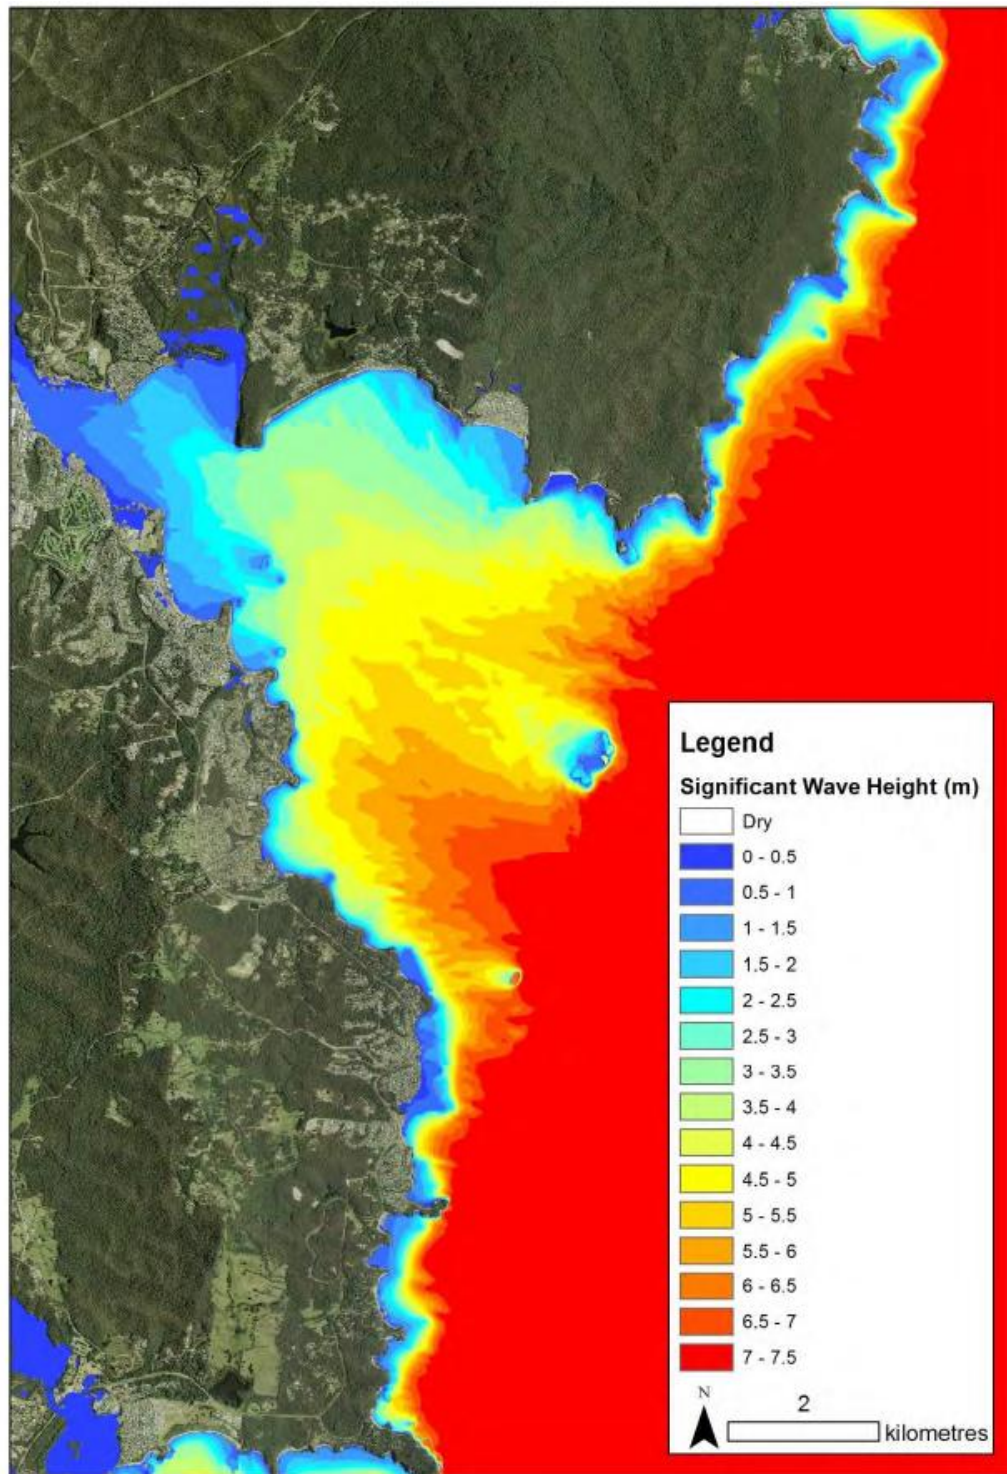 Legend
Significant Wave Height (m)
Dry
0 - 0.5
0.5 - 1
1 - 1.5
1.5 - 2
2 - 2.5
2.5 - 3
3 - 3.5
3.5 - 4
4 - 4.5
4.5 - 5
5 - 5.5
5.5 - 6
6 - 6.5
6.5 - 7
7 - 7.5
N
2
kilometres